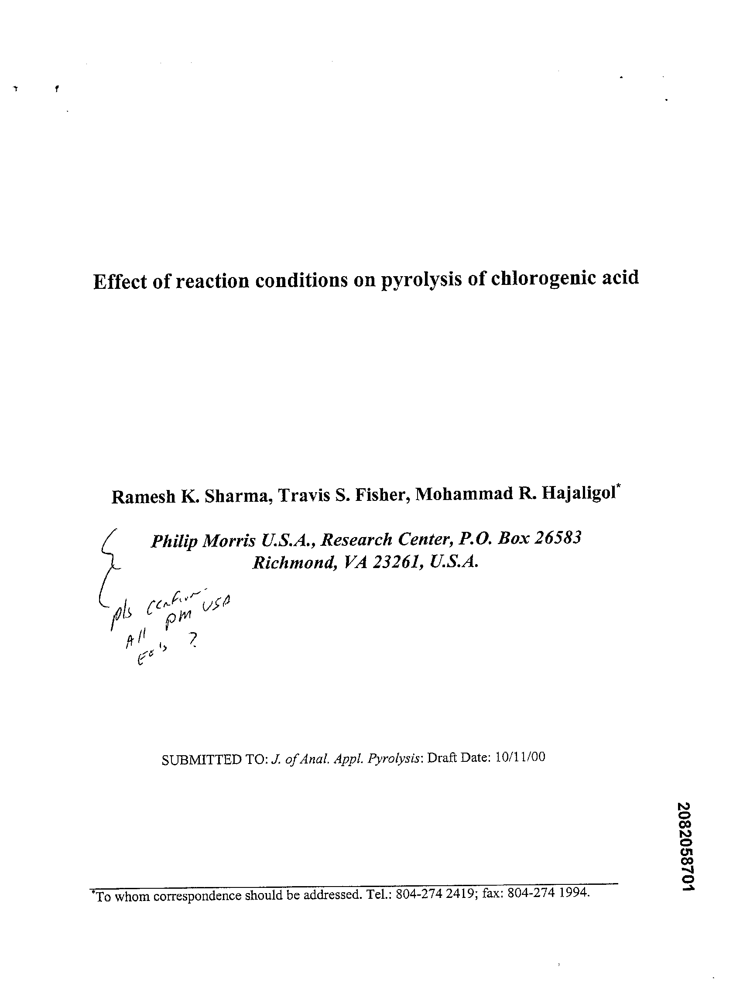 Effect of reaction conditions on pyrolysis of chlorogenic acid
Ramesh K. Sharma, Travis S. Fisher, Mohammad R. Hajaligol*
Philip Morris U.S.A., Research Center, P.O. Box 26583
Richmond, VA 23261, U.S.A.
pls confirm
All pm USA
?
SUBMITTED TO: J. of Anal. Appl. Pyrolysis: Draft Date: 10/11/00
2082058701
*To whom correspondence should be addressed. Tel.: 804-274 2419; fax: 804-274 1994.